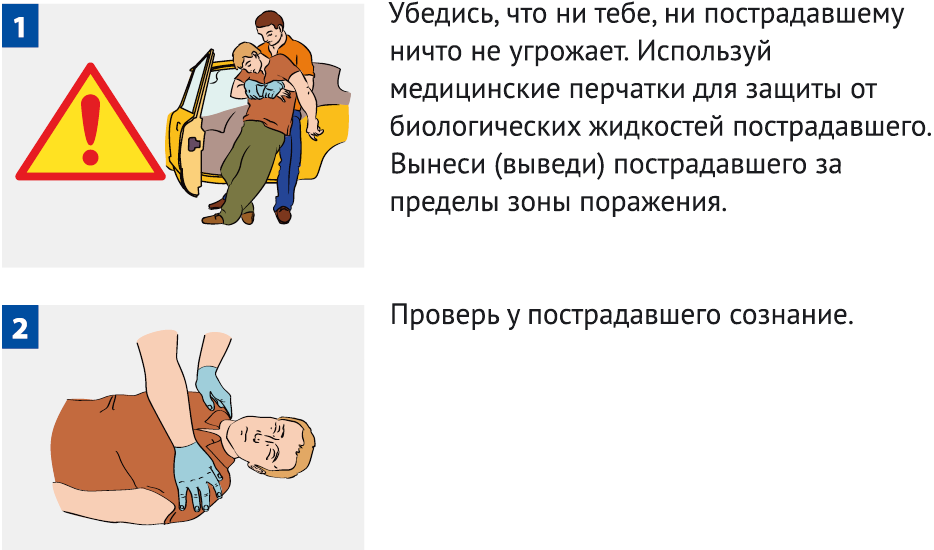 1
Убедись, что ни тебе, ни пострадавшему
ничто не угрожает. Используй
медицинские перчатки для защиты от
биологических жидкостей пострадавшего.
Вынеси (выведи) пострадавшего за
пределы зоны поражения.
2
Проверь у пострадавшего сознание.